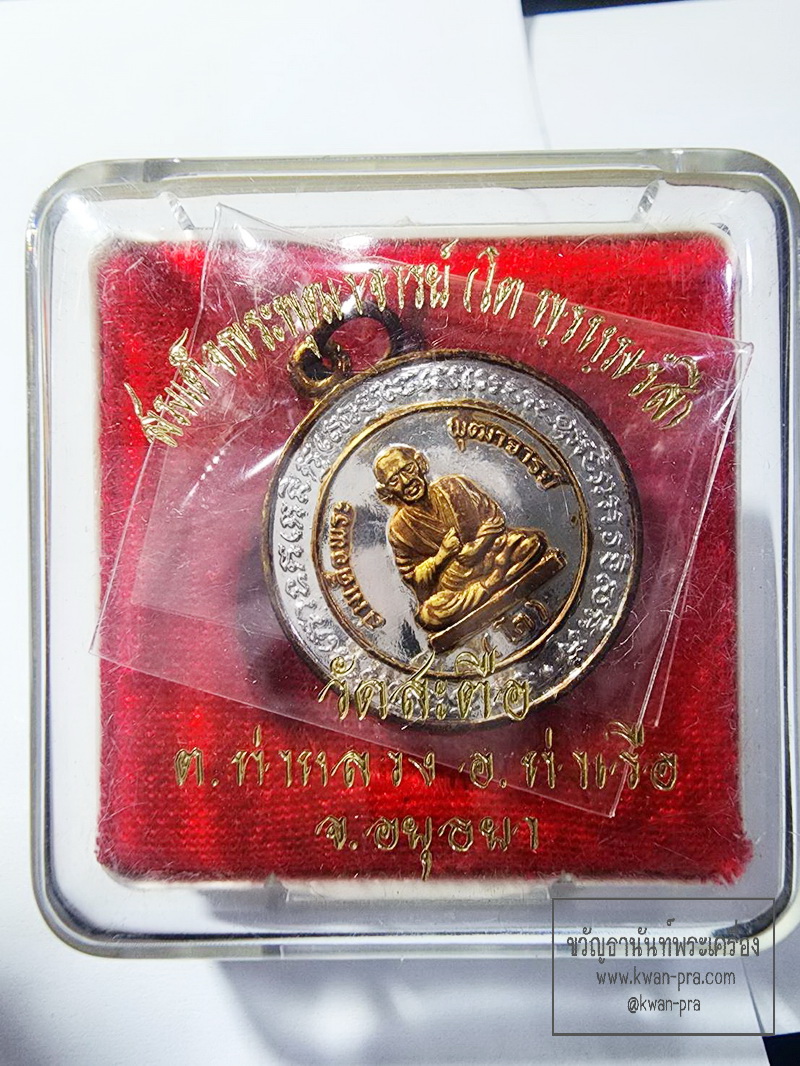 สมเด็จพระพุฒาจารย์ (โต พฺรหฺมรํสี)
สมเด็จพระ
พุฒาจารย์
(โต)
วัดสะตือ
ต.ท่าหลวง อ.ท่าเรือ
จ.อยุธยา
ขวัญธานันท์พระเครื่อง
www.kwan-pra.com
@kwan-pra